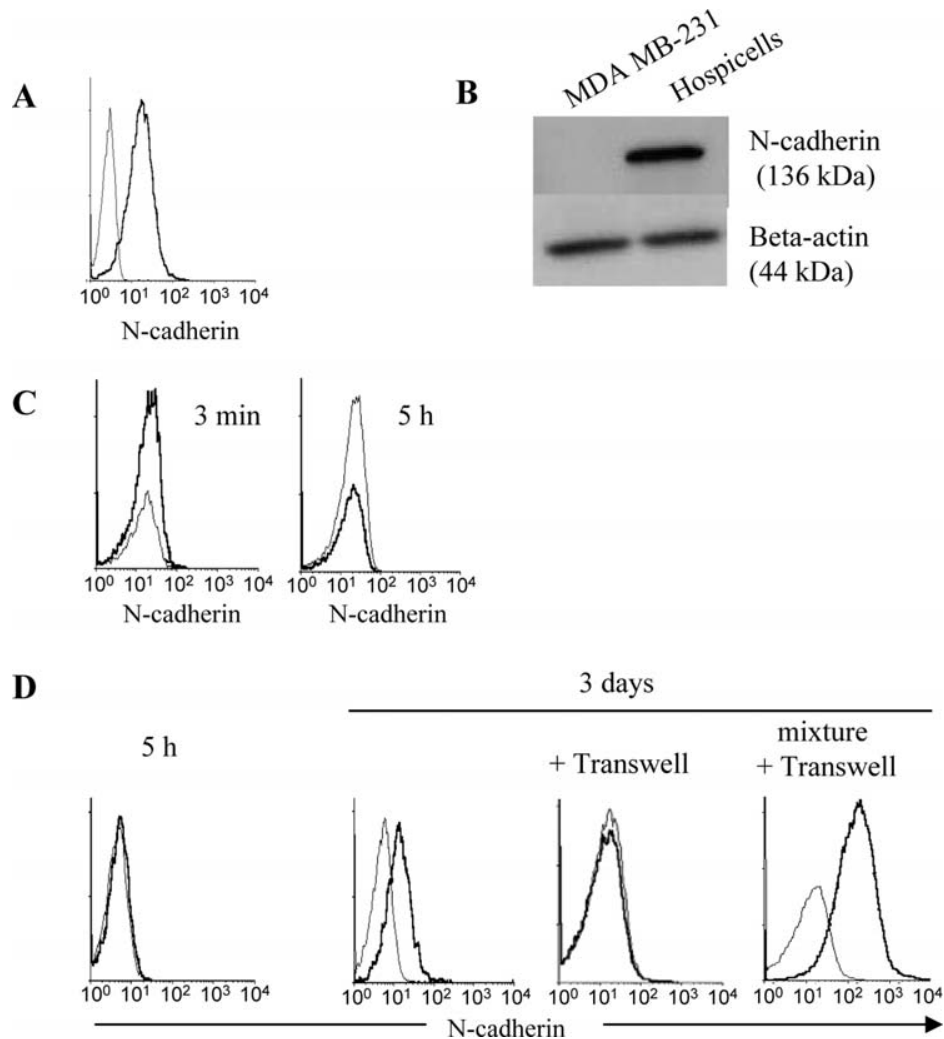 A
10⁰ 10¹ 10² 10³ 10⁴
N-cadherin
B
MDA MB-231
Hospicells
N-cadherin
(136 kDa)
Beta-actin
(44 kDa)
C
3 min
10⁰ 10¹ 10² 10³ 10⁴
N-cadherin
5 h
10⁰ 10¹ 10² 10³ 10⁴
N-cadherin
D
3 days
5 h
+ Transwell
mixture
+ Transwell
10⁰ 10¹ 10² 10³ 10⁴
10⁰ 10¹ 10² 10³ 10⁴
10⁰ 10¹ 10² 10³ 10⁴
10⁰ 10¹ 10² 10³ 10⁴
N-cadherin